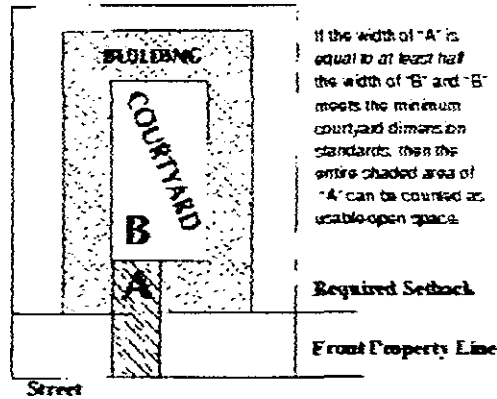 BUILDING
COURTYARD
B
A
If the width of "A" is
equal to at least half
the width of "B" and "B"
meets the minimum
courtyard dimension
standards, then the
entire shaded area of
"A" can be counted as
usable open space.
Required Setback
Front Property Line
Street